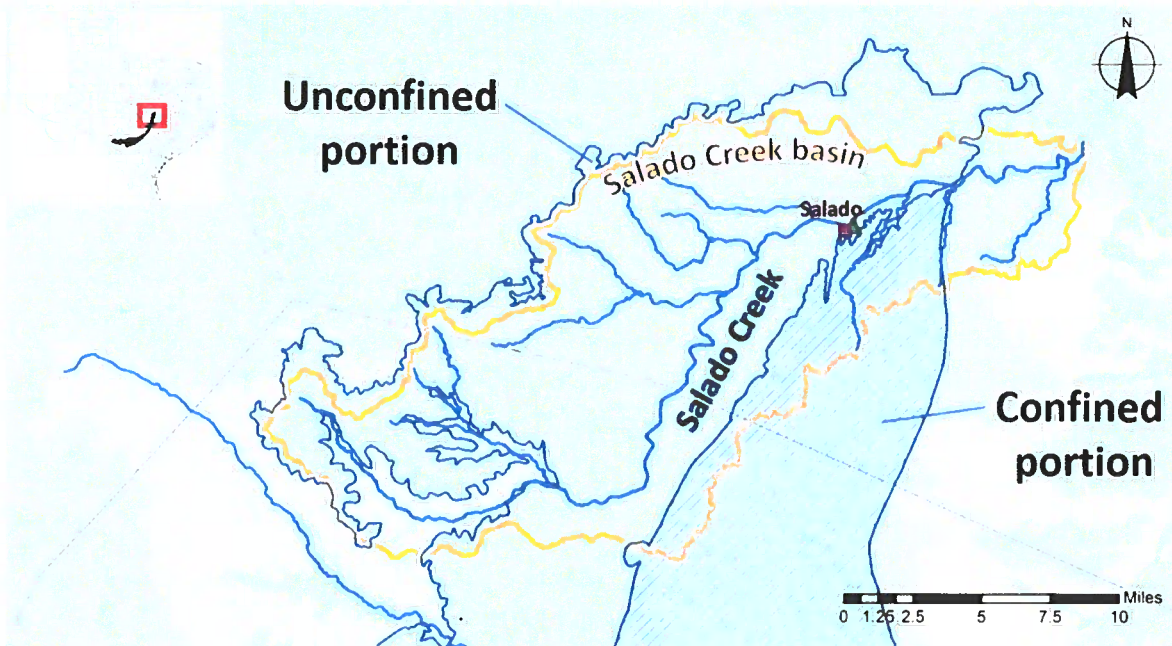 N
Unconfined
portion
Salado Creek basin
Salado
Salado Creek
Confined
portion
Miles
0 1.25 2.5 5 7.5 10